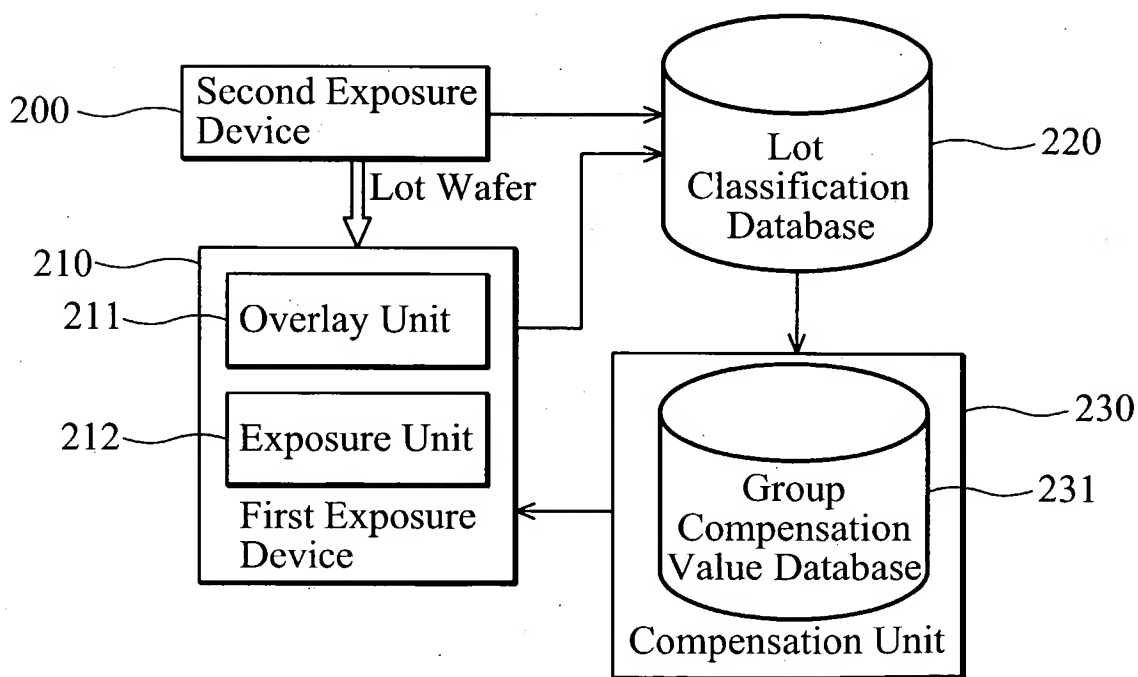 200
Second Exposure
Device
Lot Wafer
Lot
Classification
Database
220
210
211
Overlay Unit
212
Exposure Unit
First Exposure
Device
Group
Compensation
Value Database
Compensation Unit
230
231